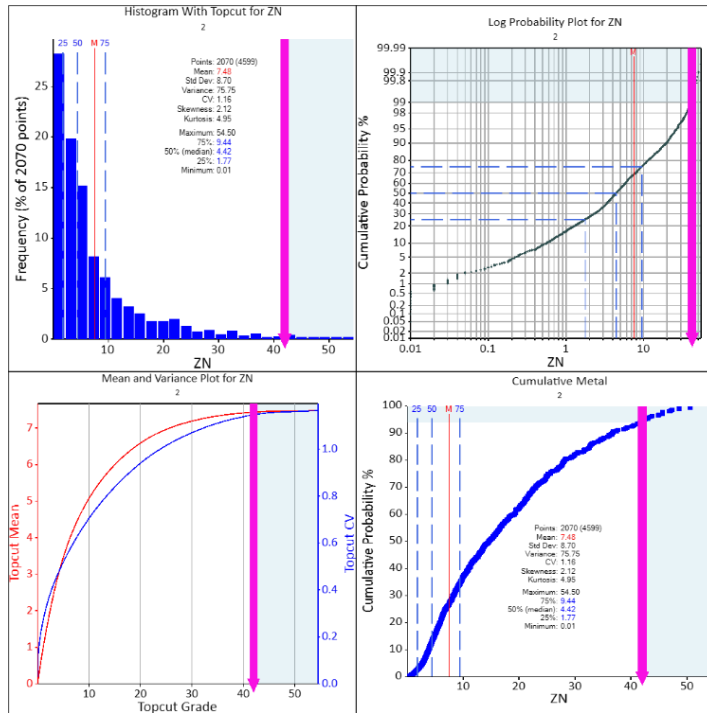 Histogram With Topcut for ZN
2
25 50 M 75
Points: 2070 (4599)
Mean: 7.48
Std Dev: 8.70
Variance: 75.75
CV: 1.16
Skewness: 2.12
Kurtosis: 4.95
Maximum: 54.50
75%: 9.44
50% (median): 4.42
25%: 1.77
Minimum: 0.01
Frequency (% of 2070 points)
25
20
15
10
5
0
10 20 30 40 50
ZN
Log Probability Plot for ZN
2
M
Cumulative Probability %
99.99
99.9
99.8
99
98
95
90
80
70
60
50
40
30
20
10
5
2
1
0.5
0.2
0.1
0.05
0.02
0.01
0.01 0.1 1 10
ZN
Mean and Variance Plot for ZN
2
Topcut Mean
7
6
5
4
3
2
1
0
Topcut CV
1.0
0.8
0.6
0.4
0.2
0.0
10 20 30 40 50
Topcut Grade
Cumulative Metal
2
25 50 M 75
Cumulative Probability %
100
90
80
70
60
50
40
30
20
10
0
Points: 2070 (4599)
Mean: 7.48
Std Dev: 8.70
Variance: 75.75
CV: 1.16
Skewness: 2.12
Kurtosis: 4.95
Maximum: 54.50
75%: 9.44
50% (median): 4.42
25%: 1.77
Minimum: 0.01
10 20 30 40 50
ZN